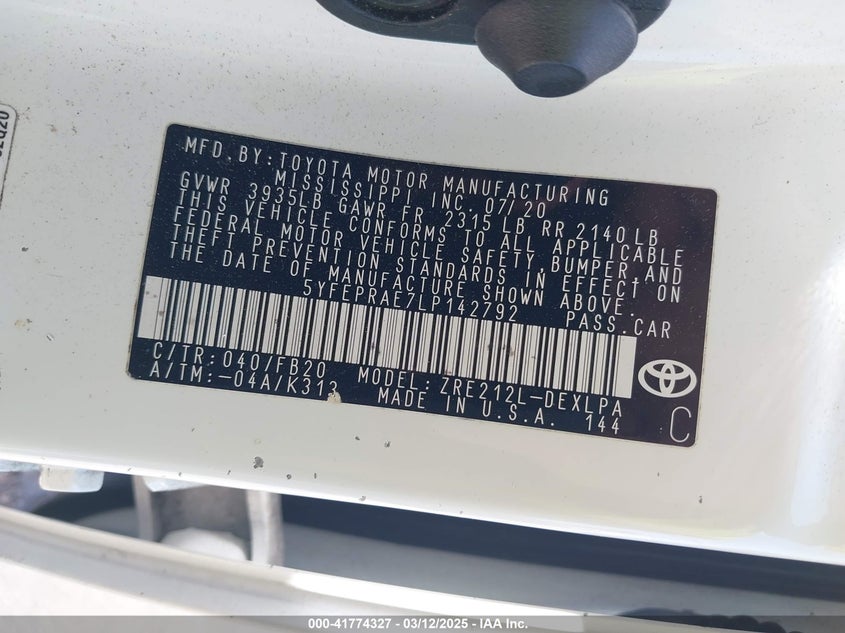 MFD. BY: TOYOTA MOTOR MANUFACTURING
MISSISSIPPI INC. 07/20
GVWR 3935LB GAWR FR 2315 LB RR 2140LB
THIS VEHICLE CONFORMS TO ALL APPLICABLE
FEDERAL MOTOR VEHICLE SAFETY, BUMPER AND
THEFT PREVENTION STANDARDS IN EFFECT ON
THE DATE OF MANUFACTURE SHOWN ABOVE.
5YFEPRAE7LP142792 PASS.CAR
C/TR: 040/FB20 MODEL: ZRE212L-DEXLPA
A/TM:-04A/K313 MADE IN U.S.A. 144
C
000-41774327 - 03/12/2025 - IAA Inc.